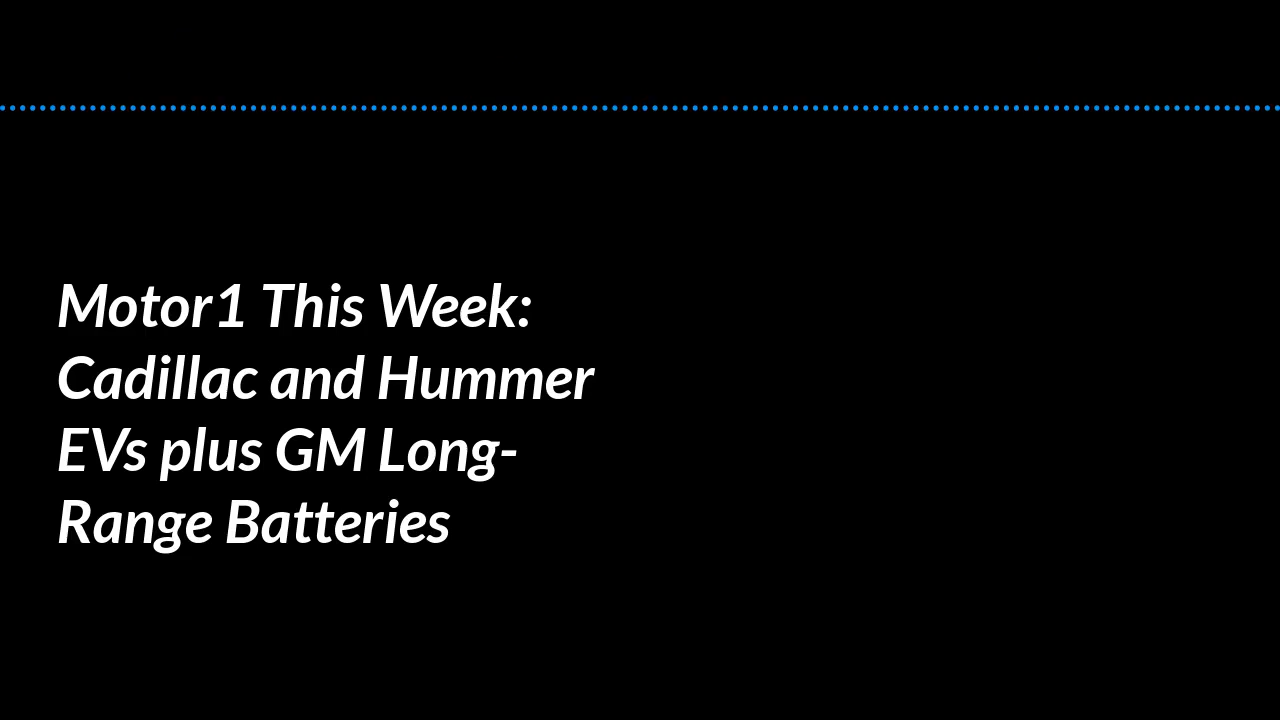 Motor1 This Week:
Cadillac and Hummer
EVs plus GM Long-
Range Batteries